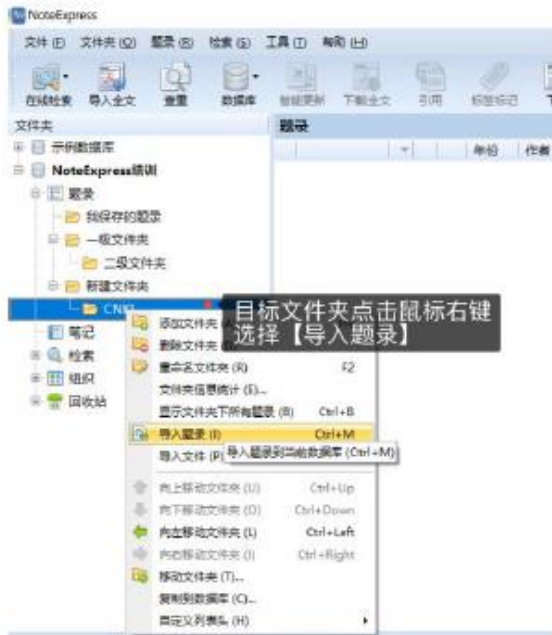 NoteExpress
文件(F) 文件夹(O) 题录(R) 检索(S) 工具(T) 帮助(H)
在线检索 导入全文 查重 数据库 智能更新 下载全文 引用 标签标记
文件夹 题录
示例数据库
年份 作者
NoteExpress培训
题录
我保存的题录
一级文件夹
二级文件夹
新建文件夹
CNKI
目标文件夹点击鼠标右键
选择【导入题录】
笔记
检索
组织
回收站
添加文件夹
删除文件夹
重命名文件夹 (R) F2
文件夹信息统计 (E)...
显示文件夹下所有题录 (B) Ctrl+B
导入题录 (I) Ctrl+M
导入文件 (P)
导入题录到当前数据库 (Ctrl+M)
向上移动文件夹 (U) Ctrl+Up
向下移动文件夹 (O) Ctrl+Down
向左移动文件夹 (L) Ctrl+Left
向右移动文件夹 (I) Ctrl+Right
移动文件夹 (T)...
复制到数据库 (C)...
自定义列表头 (H)